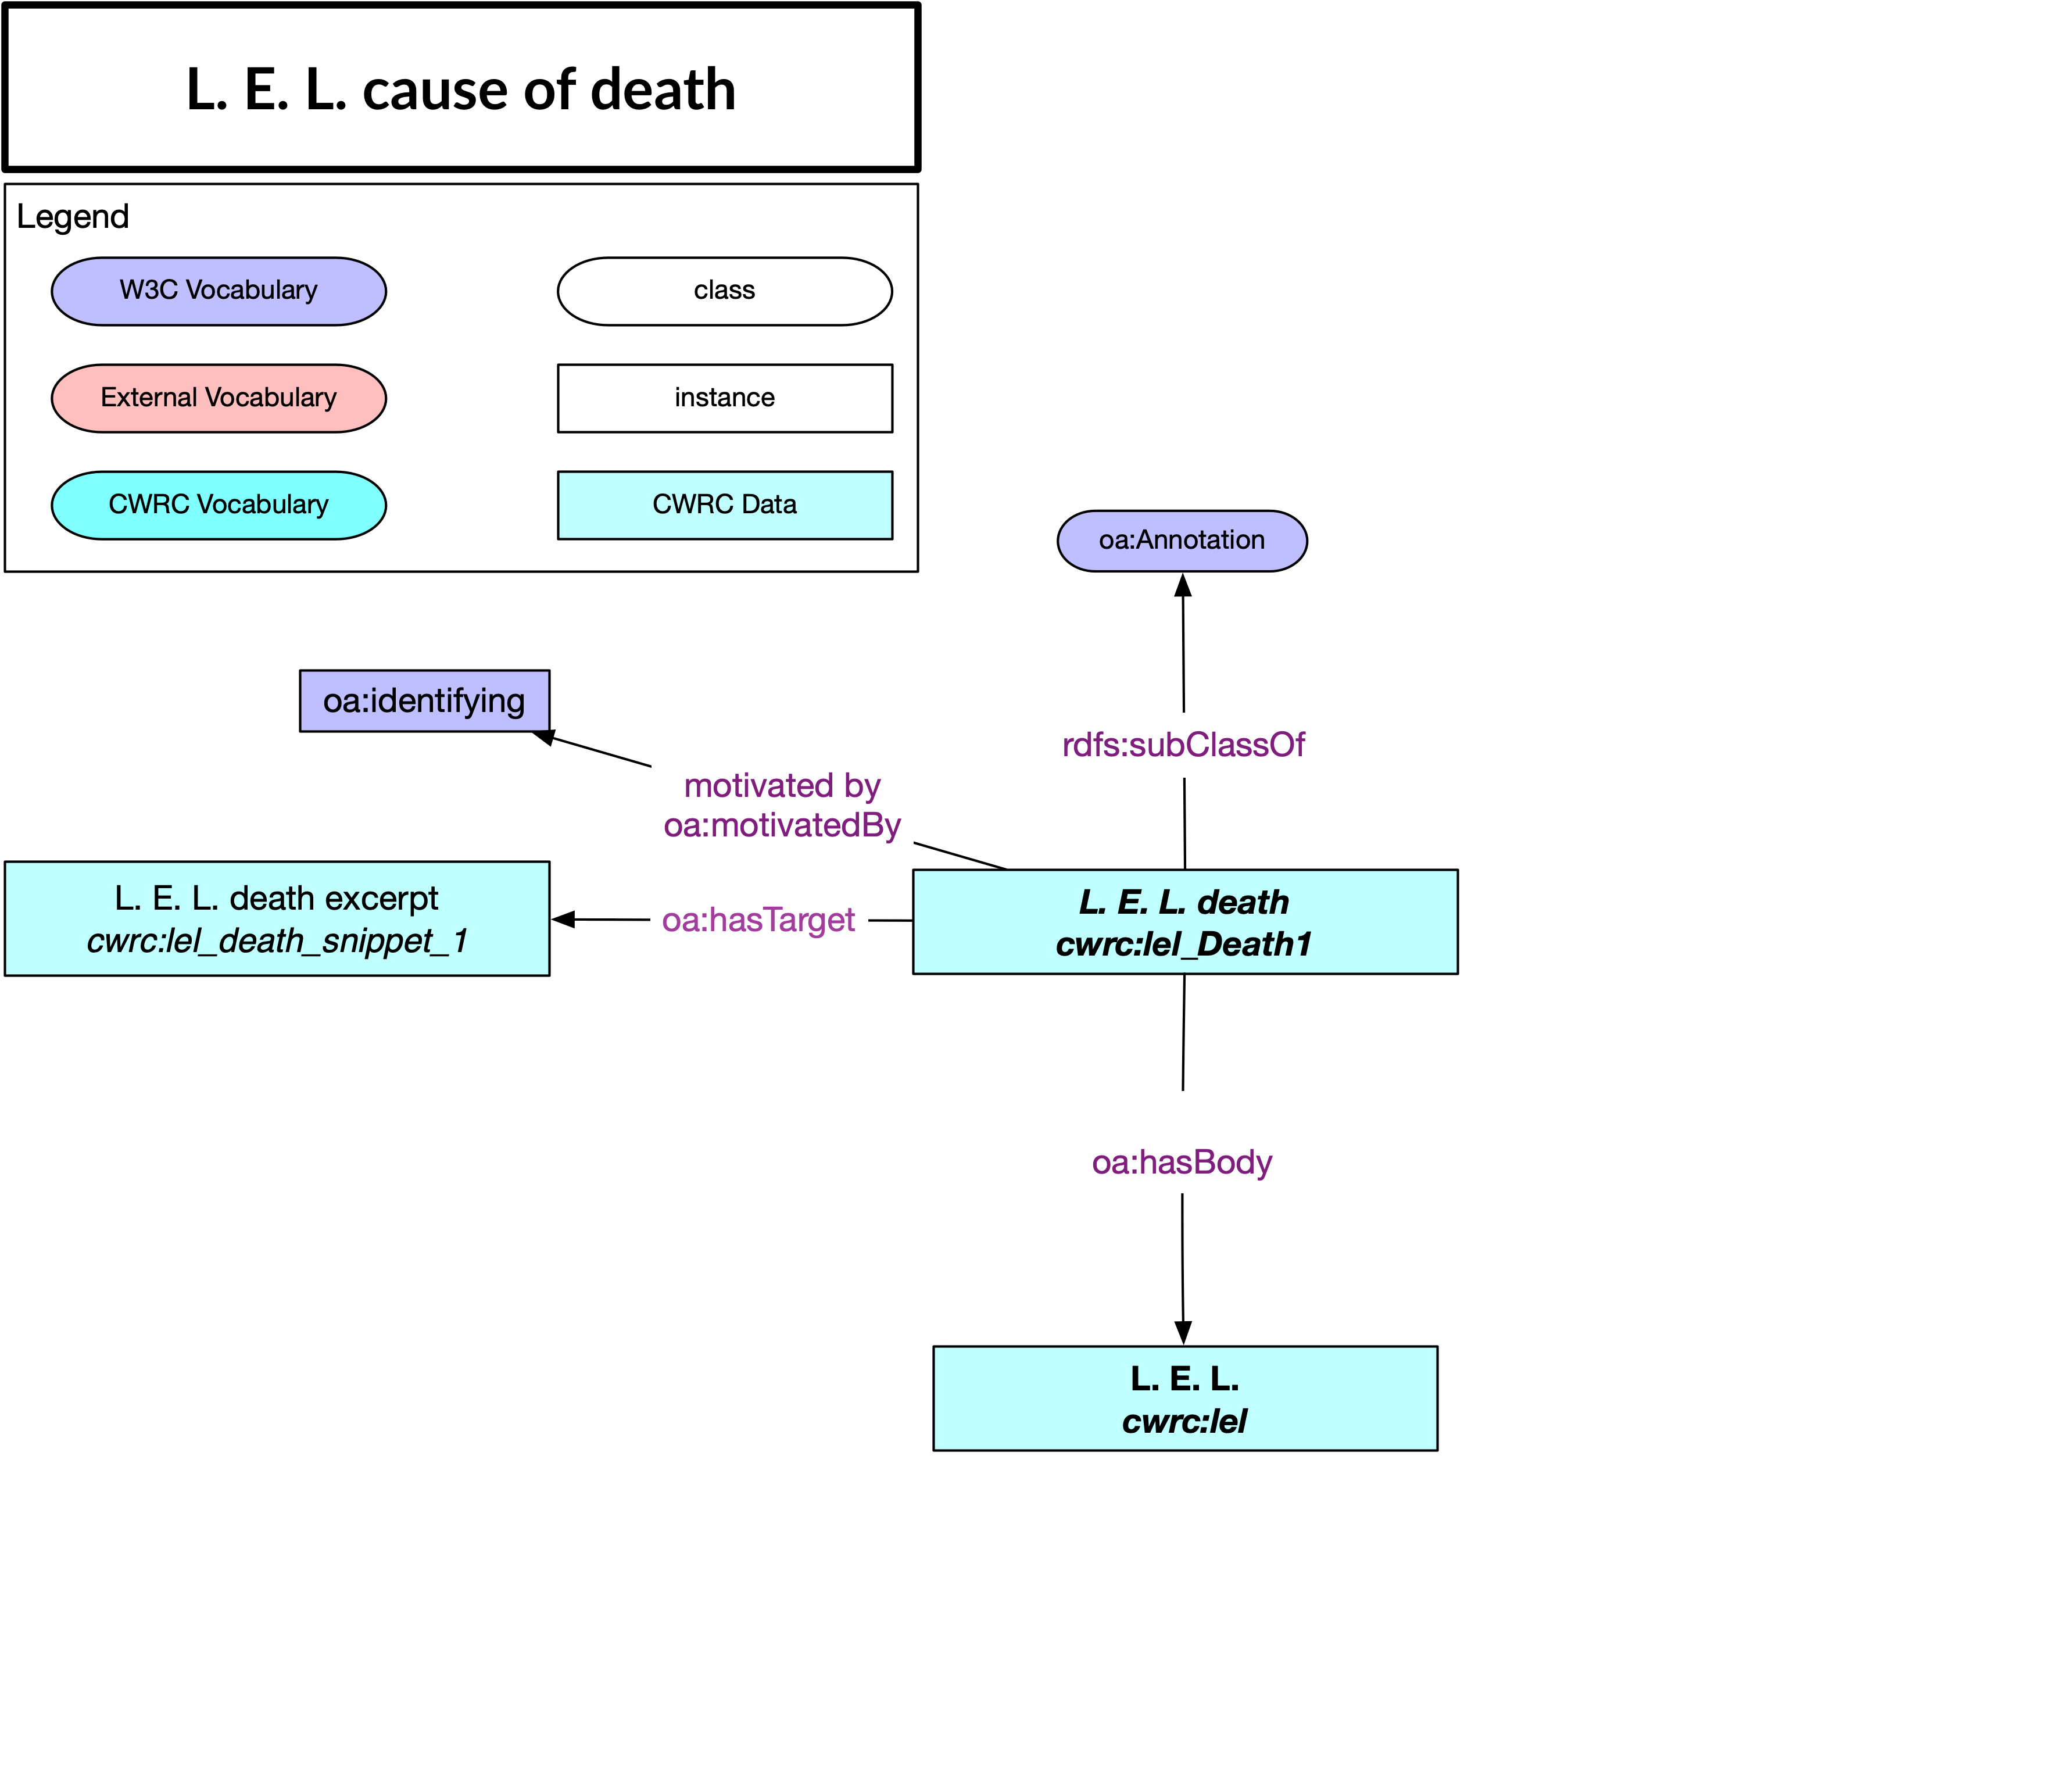 L. E. L. cause of death
Legend
W3C Vocabulary
class
External Vocabulary
instance
CWRC Vocabulary
CWRC Data
oa:Annotation
oa:identifying
rdfs:subClassOf
motivated by
oa:motivatedBy
L. E. L. death excerpt
cwrc:lel_death_snippet_1
oa:hasTarget
L. E. L. death
cwrc:lel_Death1
oa:hasBody
L. E. L.
cwrc:lel